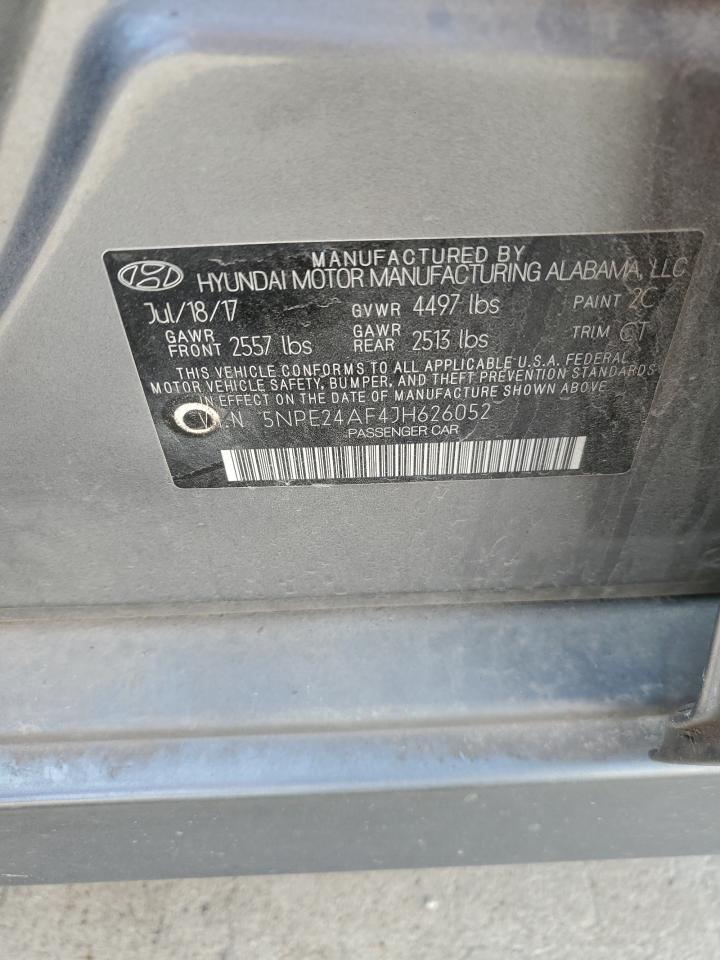 MANUFACTURED BY
HYUNDAI MOTOR MANUFACTURING ALABAMA, LLC
Jul/18/17 GVWR 4497 lbs PAINT 2C
GAWR FRONT 2557 lbs GAWR REAR 2513 lbs TRIM CT
THIS VEHICLE CONFORMS TO ALL APPLICABLE U.S.A. FEDERAL
MOTOR VEHICLE SAFETY, BUMPER, AND THEFT PREVENTION STANDARDS
IN EFFECT ON THE DATE OF MANUFACTURE SHOWN ABOVE.
V.I.N 5NPE24AF4JH626052
PASSENGER CAR